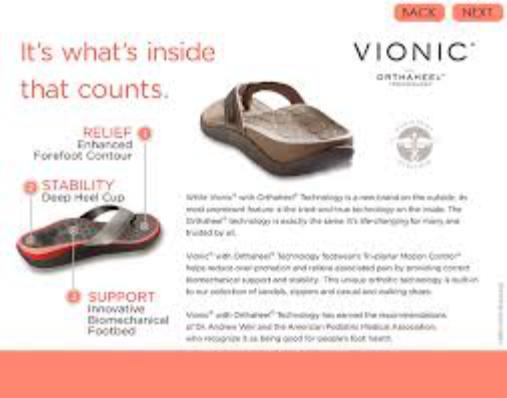 BACK NEXT
It's what's inside
that counts.
VIONIC
WITH
ORTHAHEEL™
TECHNOLOGY
RELIEF 1
Enhanced
Forefoot Contour
2 STABILITY
Deep Heel Cup
3 SUPPORT
Innovative
Biomechanical
Footbed
While Vionic® with Orthaheel® Technology is a new brand on the outside, its
most prominent feature is the tried-and-true technology on the inside. The
Orthaheel® technology is exactly the same. It's life-changing for many and
trusted by all.
Vionic® with Orthaheel® Technology footwear's Tri-planar Motion Control®
helps reduce over-pronation and relieve associated pain by providing correct
biomechanical support and stability. This unique orthotic technology is built-in
to our collection of sandals, slippers and casual and walking shoes.
Vionic® with Orthaheel® Technology has earned the recommendations
of Dr. Andrew Weil and the American Podiatric Medical Association,
who recognize it as being good for people's foot health.